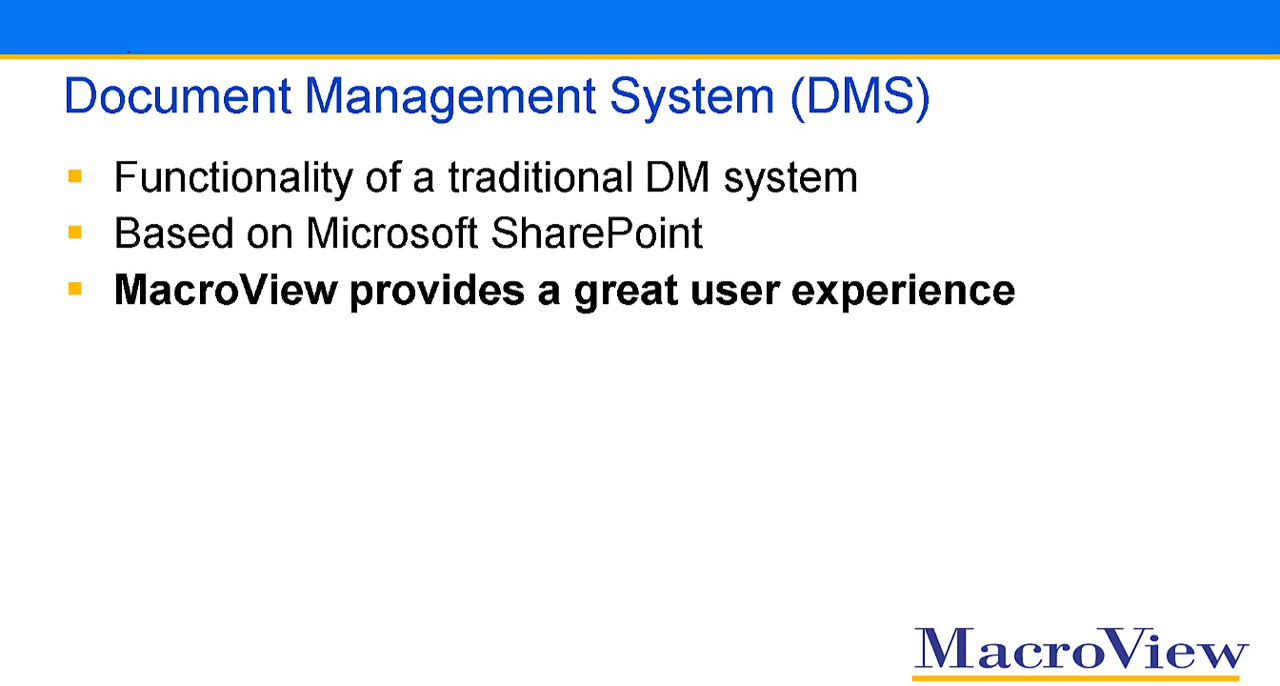 Document Management System (DMS)
Functionality of a traditional DM system
Based on Microsoft SharePoint
MacroView provides a great user experience
MacroView